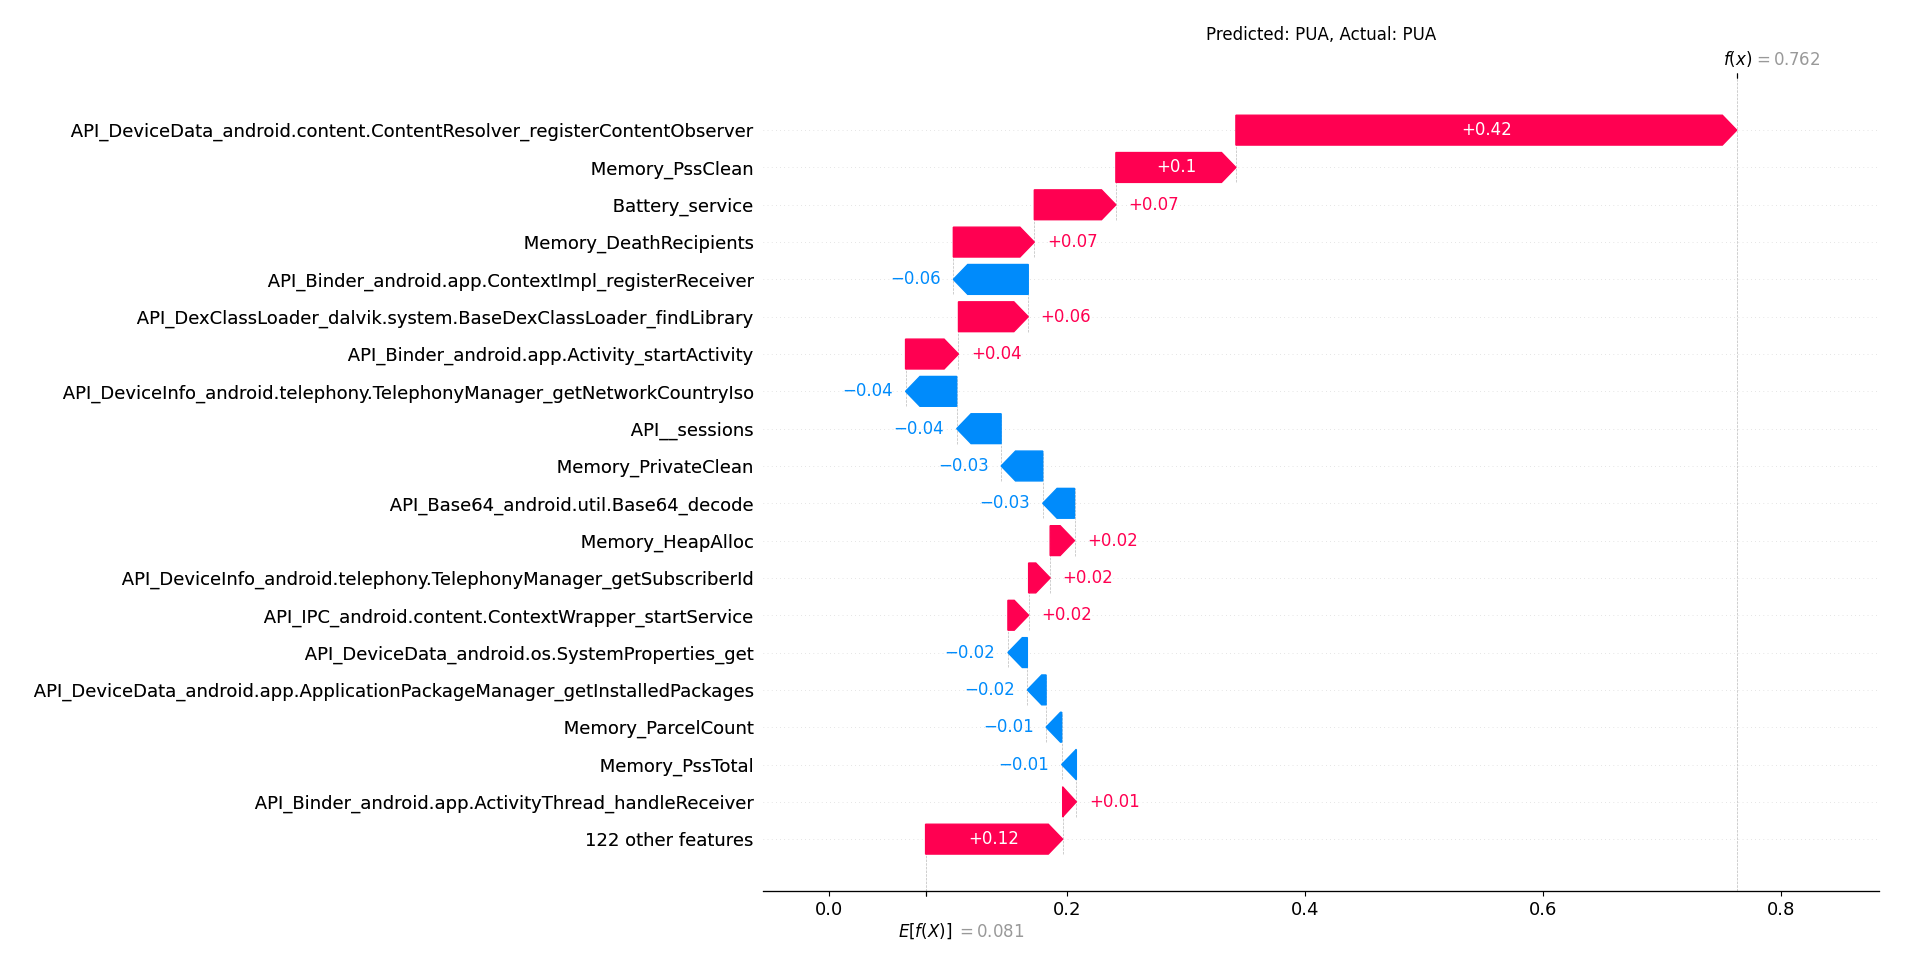 Predicted: PUA, Actual: PUA
f(x) = 0.762
API_DeviceData_android.content.ContentResolver_registerContentObserver +0.42
Memory_PssClean +0.1
Battery_service +0.07
Memory_DeathRecipients +0.07
API_Binder_android.app.ContextImpl_registerReceiver −0.06
API_DexClassLoader_dalvik.system.BaseDexClassLoader_findLibrary +0.06
API_Binder_android.app.Activity_startActivity +0.04
API_DeviceInfo_android.telephony.TelephonyManager_getNetworkCountryIso −0.04
API__sessions −0.04
Memory_PrivateClean −0.03
API_Base64_android.util.Base64_decode −0.03
Memory_HeapAlloc +0.02
API_DeviceInfo_android.telephony.TelephonyManager_getSubscriberId +0.02
API_IPC_android.content.ContextWrapper_startService +0.02
API_DeviceData_android.os.SystemProperties_get −0.02
API_DeviceData_android.app.ApplicationPackageManager_getInstalledPackages −0.02
Memory_ParcelCount −0.01
Memory_PssTotal −0.01
API_Binder_android.app.ActivityThread_handleReceiver +0.01
122 other features +0.12
0.0 0.2 0.4 0.6 0.8
E[f(X)] = 0.081